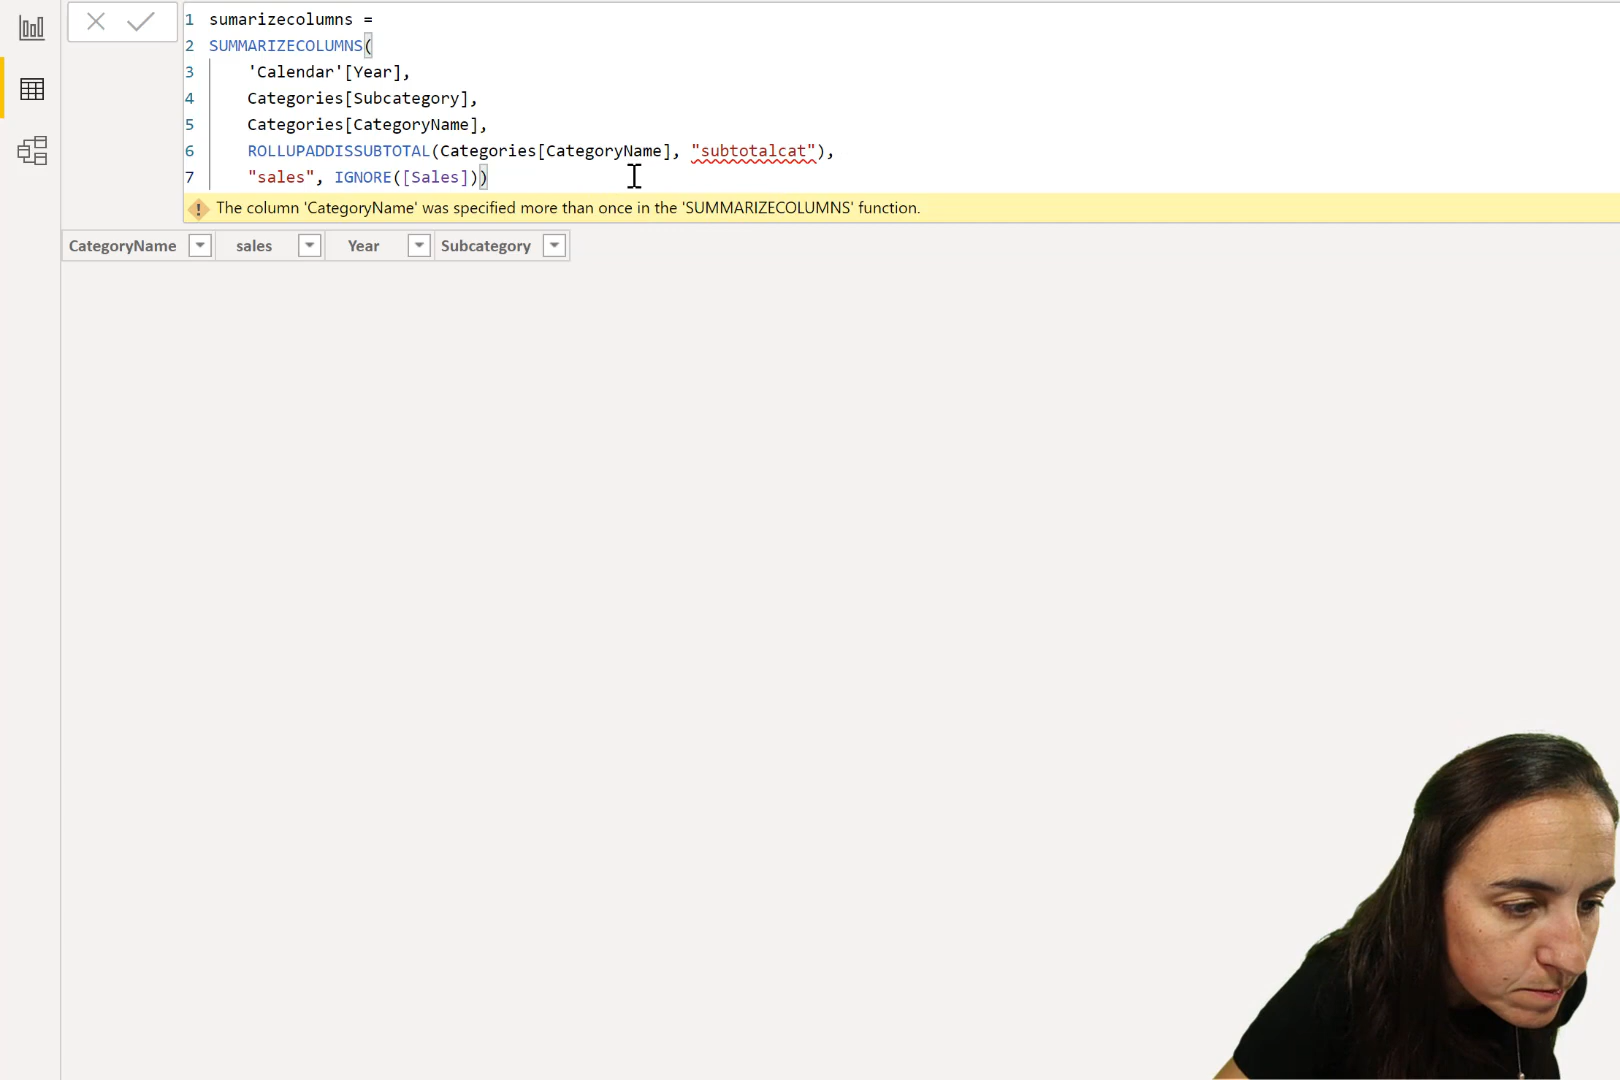 1 sumarizecolumns =
2 SUMMARIZECOLUMNS(
3 'Calendar'[Year],
4 Categories[Subcategory],
5 Categories[CategoryName],
6 ROLLUPADDISSUBTOTAL(Categories[CategoryName], "subtotalcat"),
7 "sales", IGNORE([Sales]))
The column 'CategoryName' was specified more than once in the 'SUMMARIZECOLUMNS' function.
CategoryName sales Year Subcategory